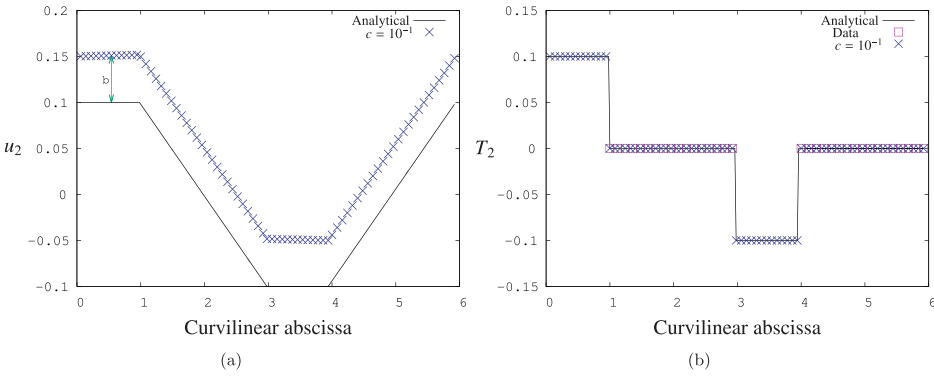 0.2
0.15
0.1
0.05
0
-0.05
-0.1
u₂
b
Analytical
c = 10⁻¹
0 1 2 3 4 5 6
Curvilinear abscissa
(a)
0.15
0.1
0.05
0
-0.05
-0.1
-0.15
T₂
Analytical
Data
c = 10⁻¹
0 1 2 3 4 5 6
Curvilinear abscissa
(b)